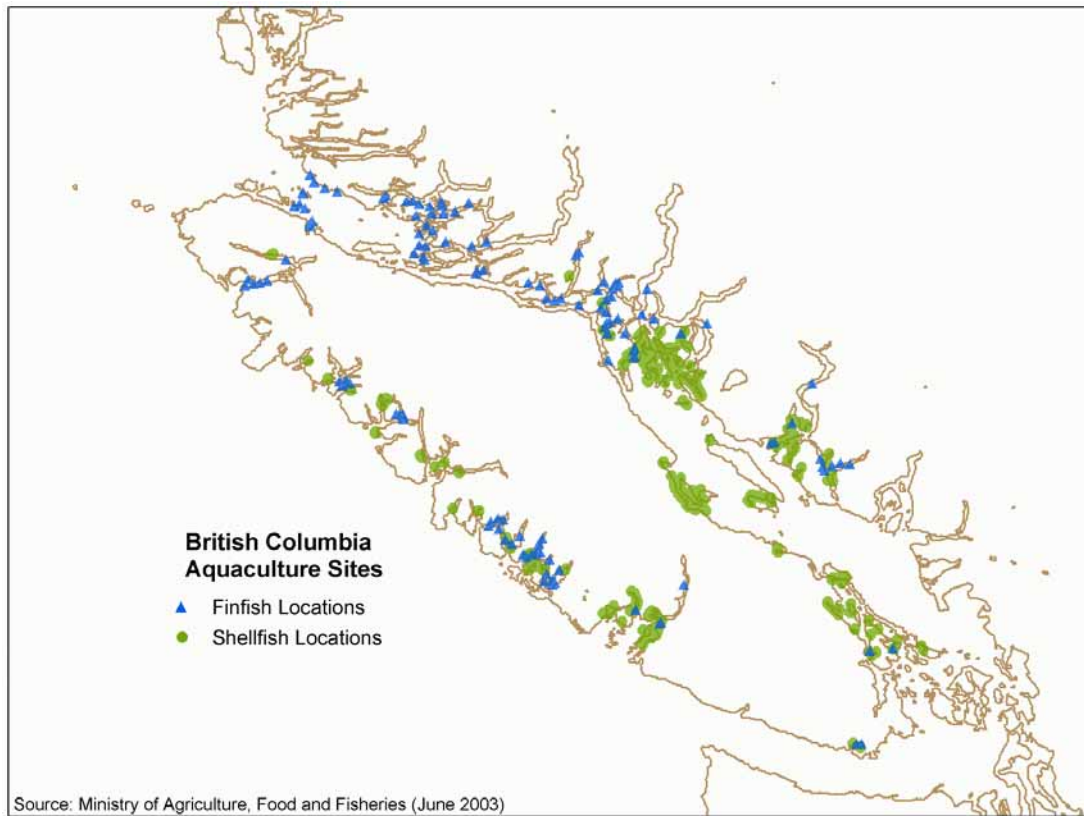 British Columbia
Aquaculture Sites
Finfish Locations
Shellfish Locations
Source: Ministry of Agriculture, Food and Fisheries (June 2003)